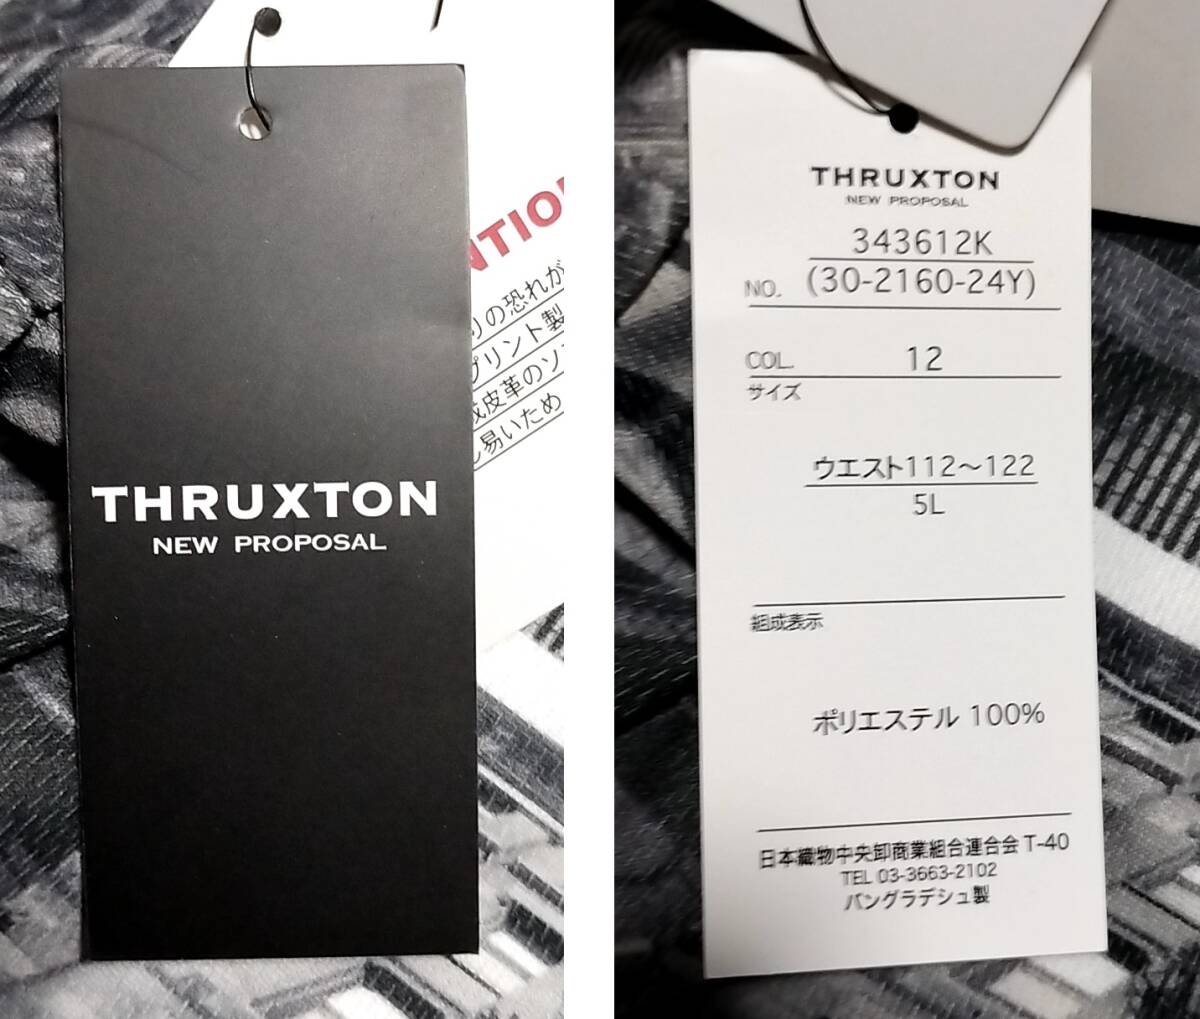 THRUXTON
NEW PROPOSAL
NTIO
りの恐れが
プリント製
成皮革のソフ
し易いため
THRUXTON
NEW PROPOSAL
343612K
NO. (30-2160-24Y)
COL. 12
サイズ
ウエスト112～122
5L
組成表示
ポリエステル 100%
日本織物中央卸商業組合連合会 T-40
TEL 03-3663-2102
バングラデシュ製